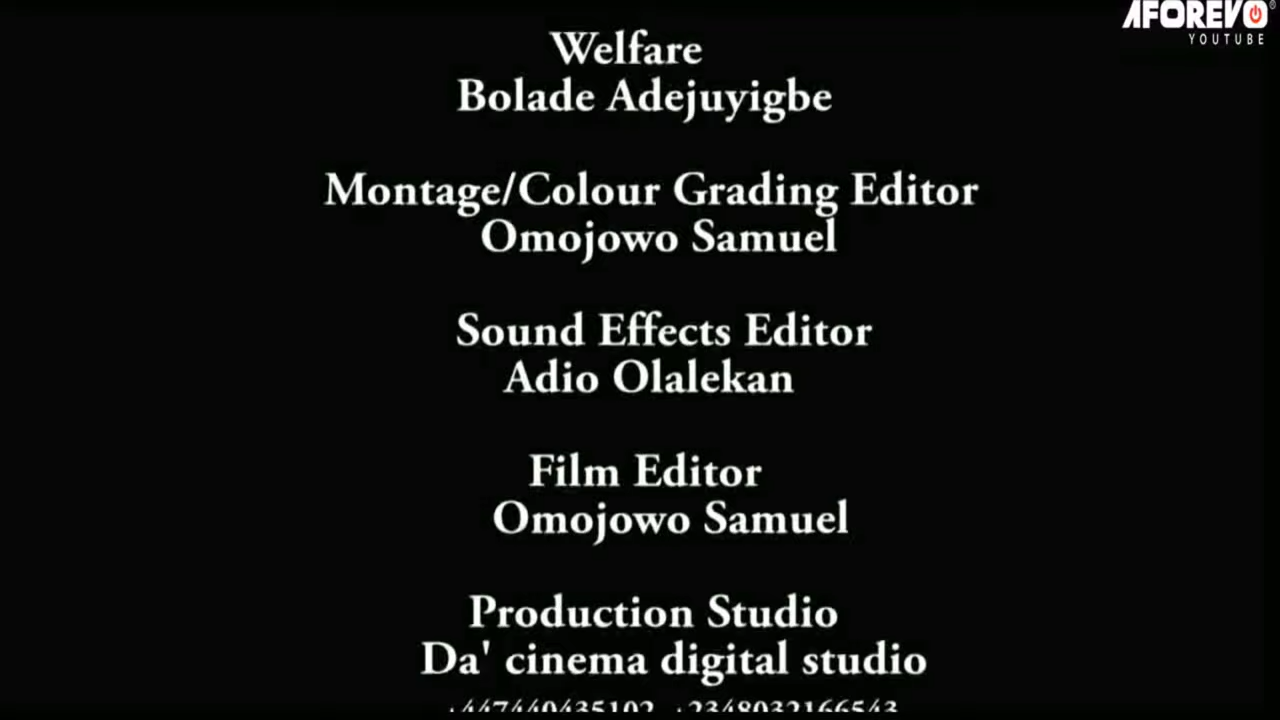 AFOREVO
YOUTUBE
Welfare
Bolade Adejuyigbe
Montage/Colour Grading Editor
Omojowo Samuel
Sound Effects Editor
Adio Olalekan
Film Editor
Omojowo Samuel
Production Studio
Da' cinema digital studio